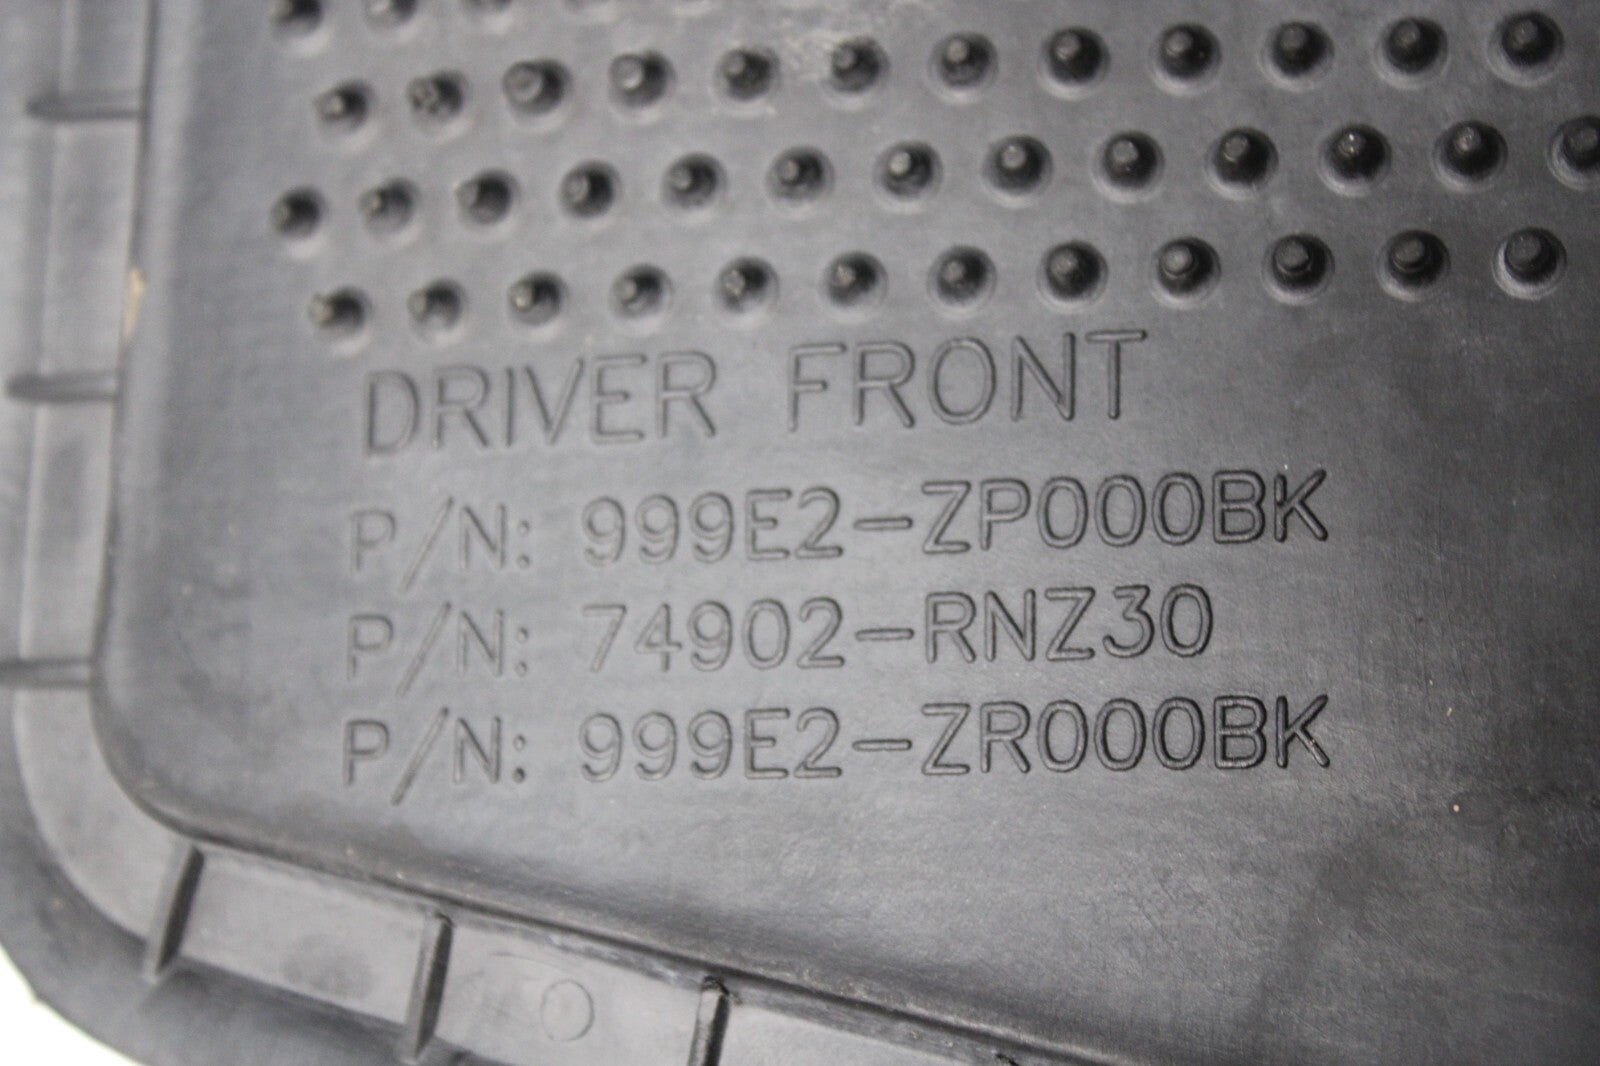 DRIVER FRONT
P/N: 999E2-ZP000BK
P/N: 74902-RNZ30
P/N: 999E2-ZR000BK